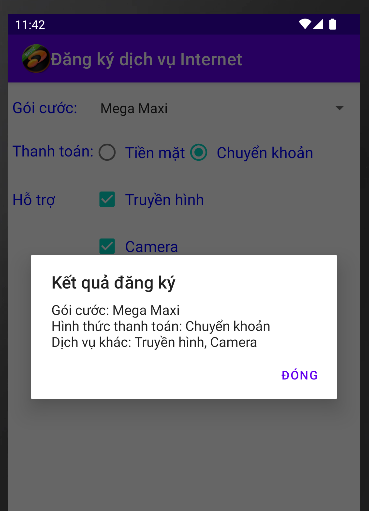 11:42
Đăng ký dịch vụ Internet
Gói cước: Mega Maxi
Thanh toán: Tiền mặt Chuyển khoản
Hỗ trợ Truyền hình
Camera
Kết quả đăng ký
Gói cước: Mega Maxi
Hình thức thanh toán: Chuyển khoản
Dịch vụ khác: Truyền hình, Camera
ĐÓNG